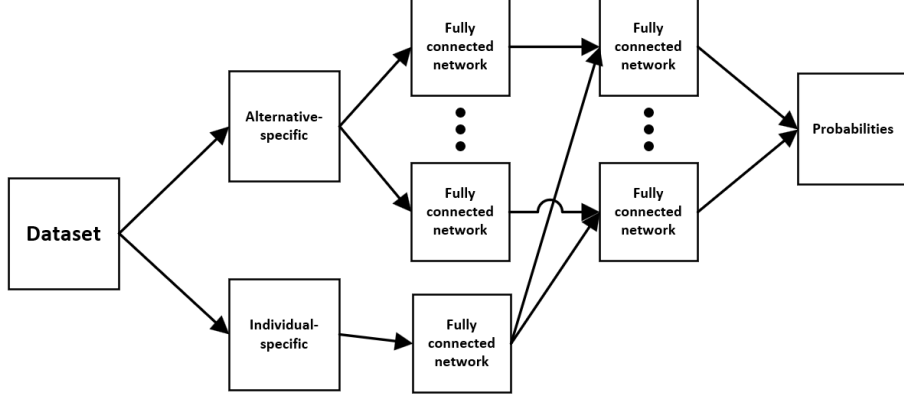 Fully
connected
network
Fully
connected
network
Alternative-
specific
Probabilities
Fully
connected
network
Fully
connected
network
Dataset
Individual-
specific
Fully
connected
network